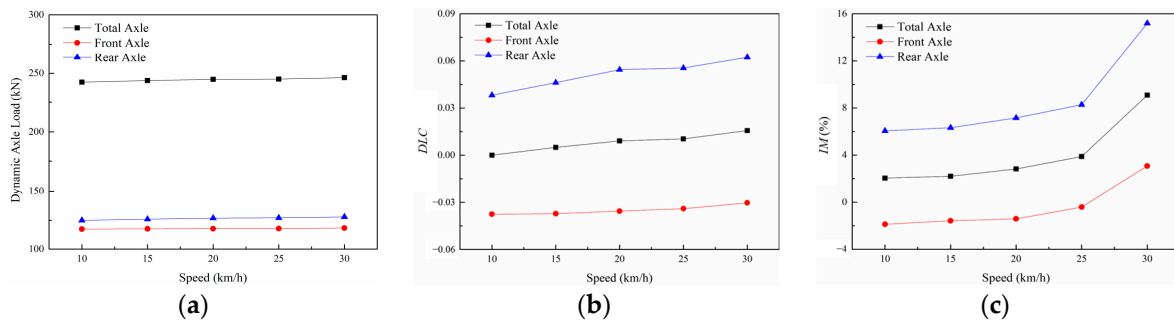 300
250
200
150
100
Dynamic Axle Load (kN)
Total Axle
Front Axle
Rear Axle
10 15 20 25 30
Speed (km/h)
(a)
0.09
0.06
0.03
0.00
-0.03
-0.06
DLC
Total Axle
Front Axle
Rear Axle
10 15 20 25 30
Speed (km/h)
(b)
16
12
8
4
0
-4
IM (%)
Total Axle
Front Axle
Rear Axle
10 15 20 25 30
Speed (km/h)
(c)